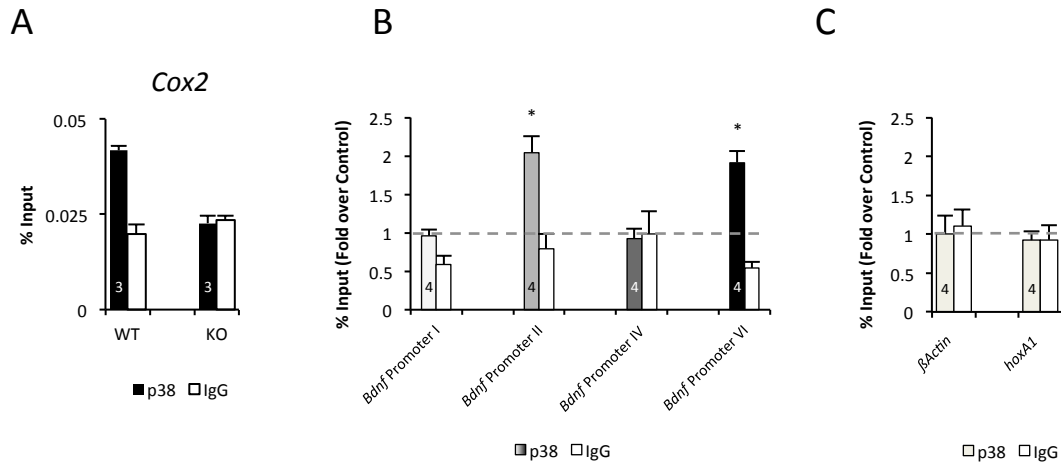 A
B
C
Cox2
0.05
0.025
0
% Input
3
3
WT
KO
p38
IgG
% Input (Fold over Control)
2.5
2
1.5
1
0.5
0
*
*
4
4
4
4
Bdnf Promoter I
Bdnf Promoter II
Bdnf Promoter IV
Bdnf Promoter VI
p38
IgG
% Input (Fold over Control)
2.5
2
1.5
1
0.5
0
4
4
βActin
hoxA1
p38
IgG